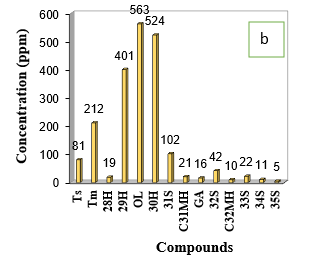 Concentration (ppm)
600
500
400
300
200
100
0
b
81
212
19
401
563
524
102
21
16
42
10
22
11
5
Ts
Tm
28H
29H
OL
30H
31S
C31MH
GA
32S
C32MH
33S
34S
35S
Compounds